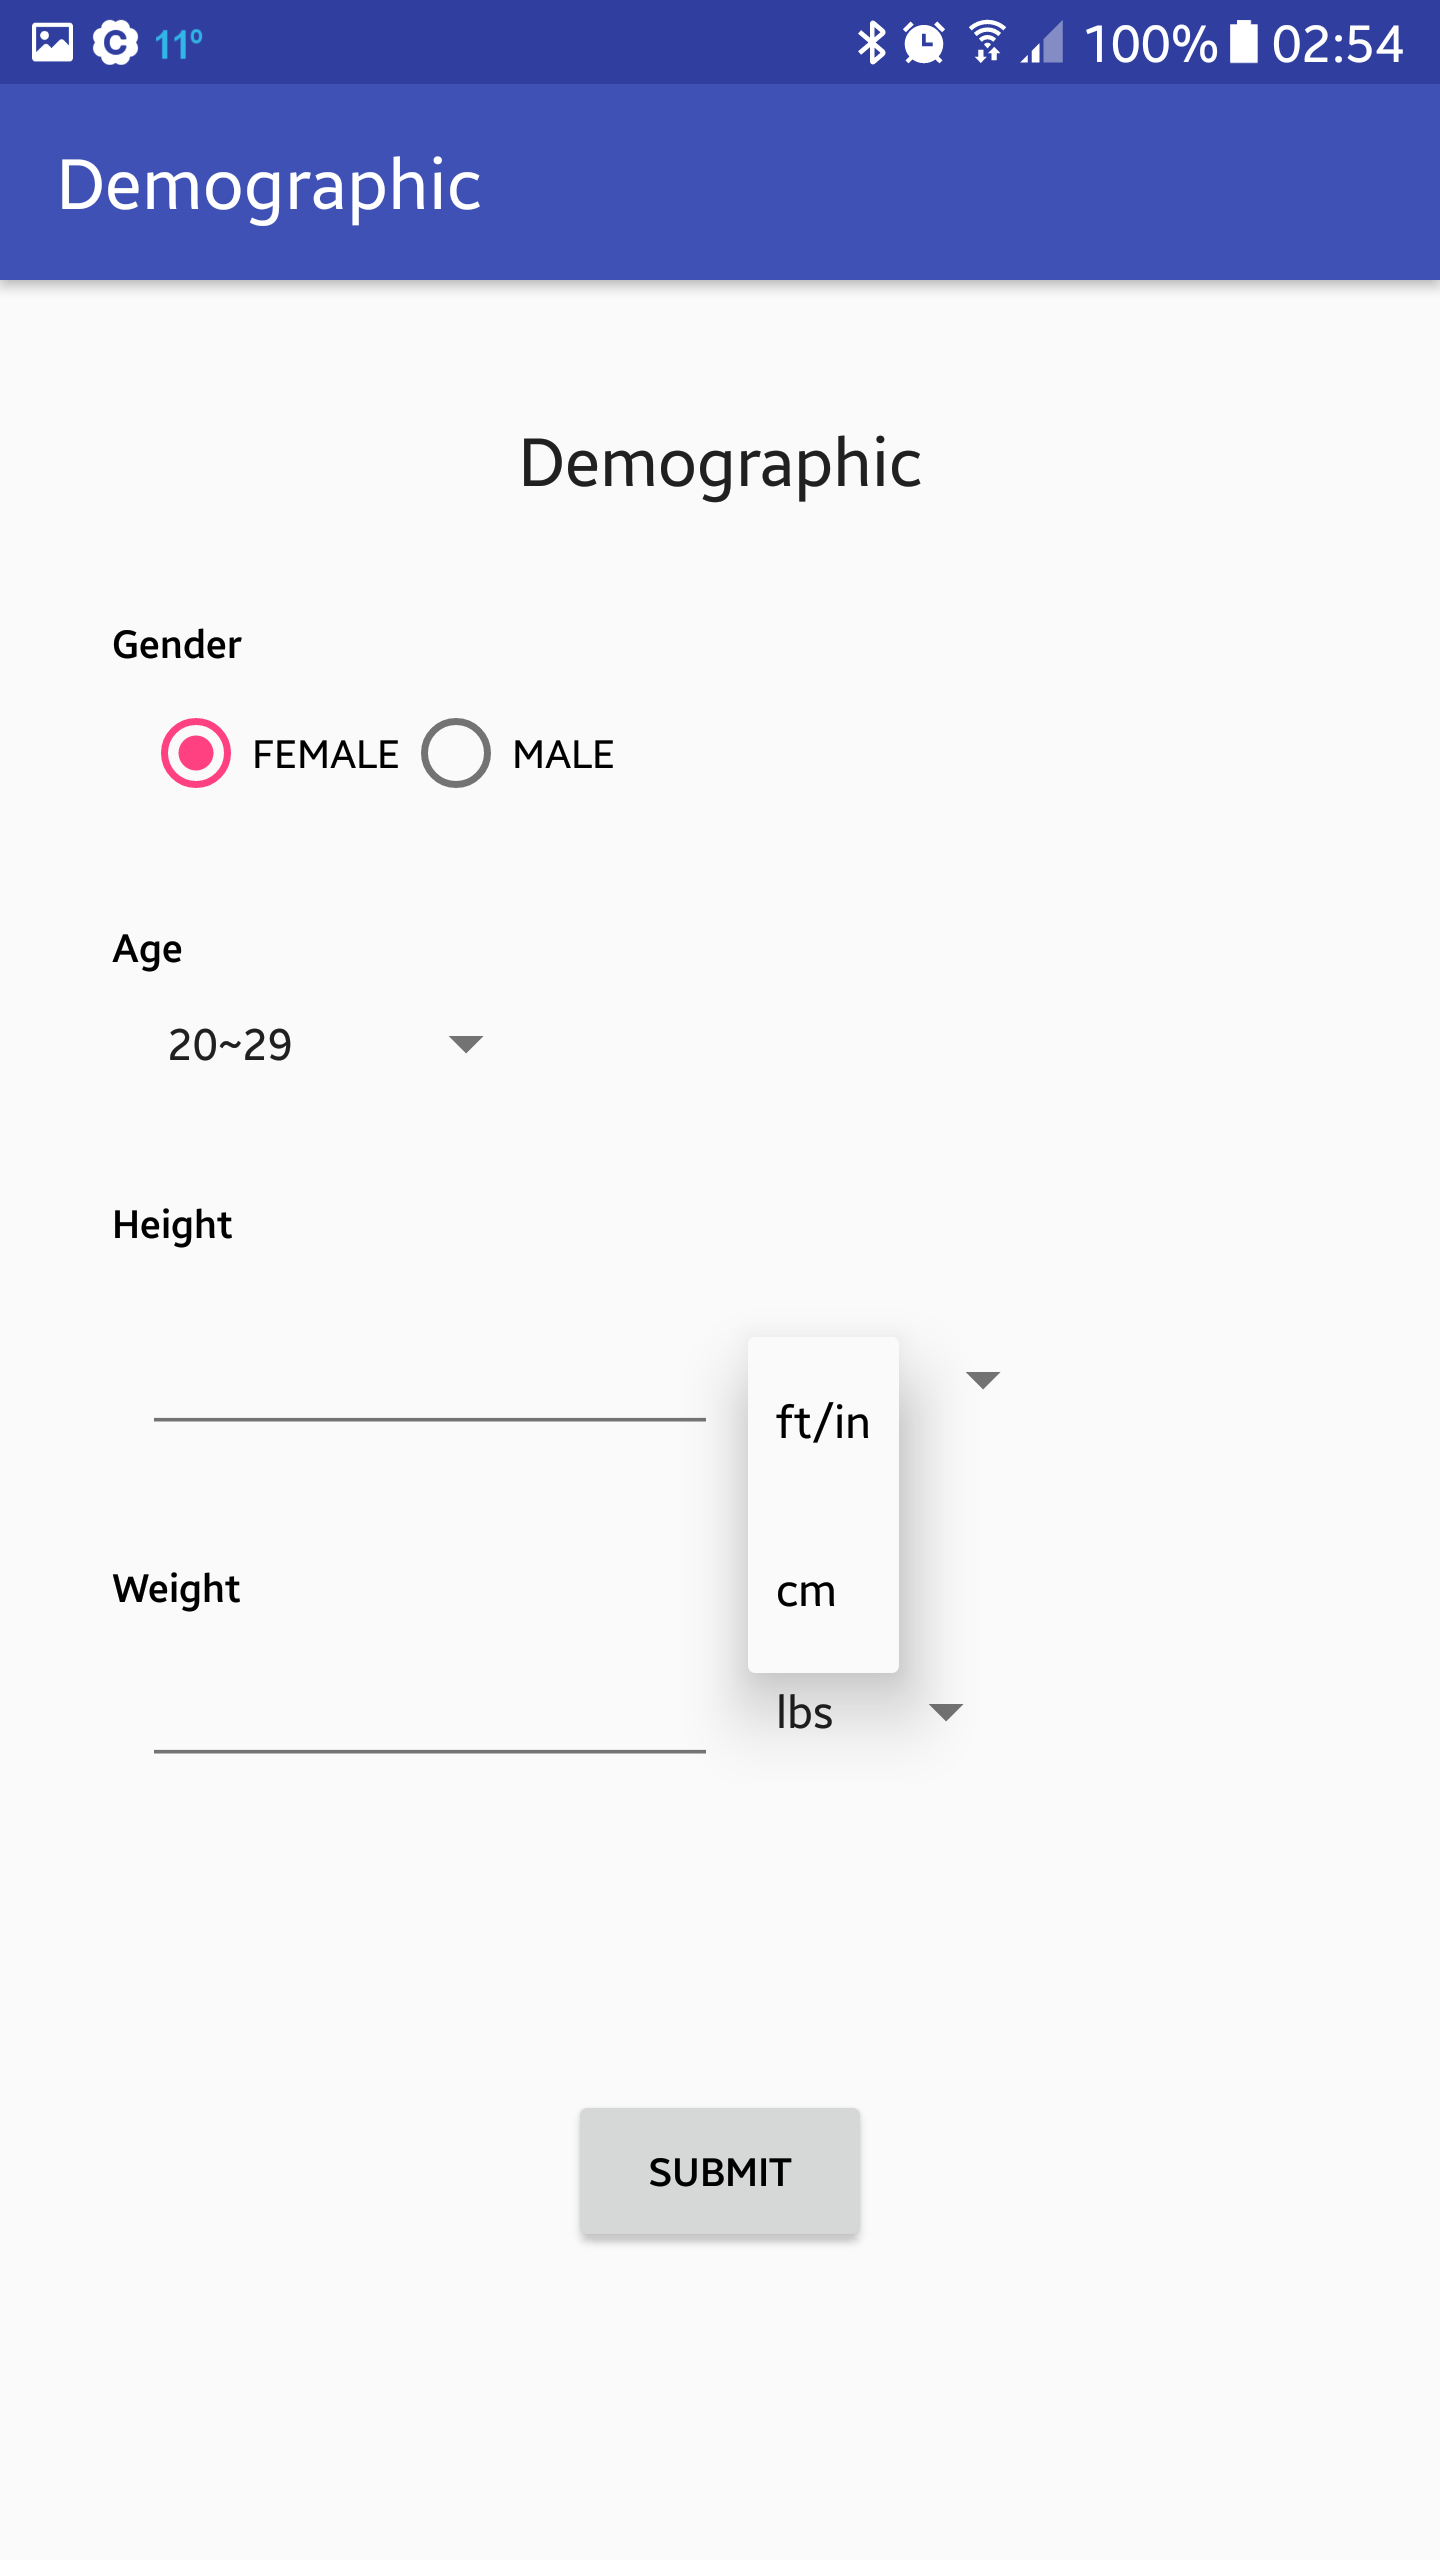 11° 100% 02:54
Demographic
Demographic
Gender
FEMALE MALE
Age
20~29
Height
ft/in
cm
Weight
lbs
SUBMIT